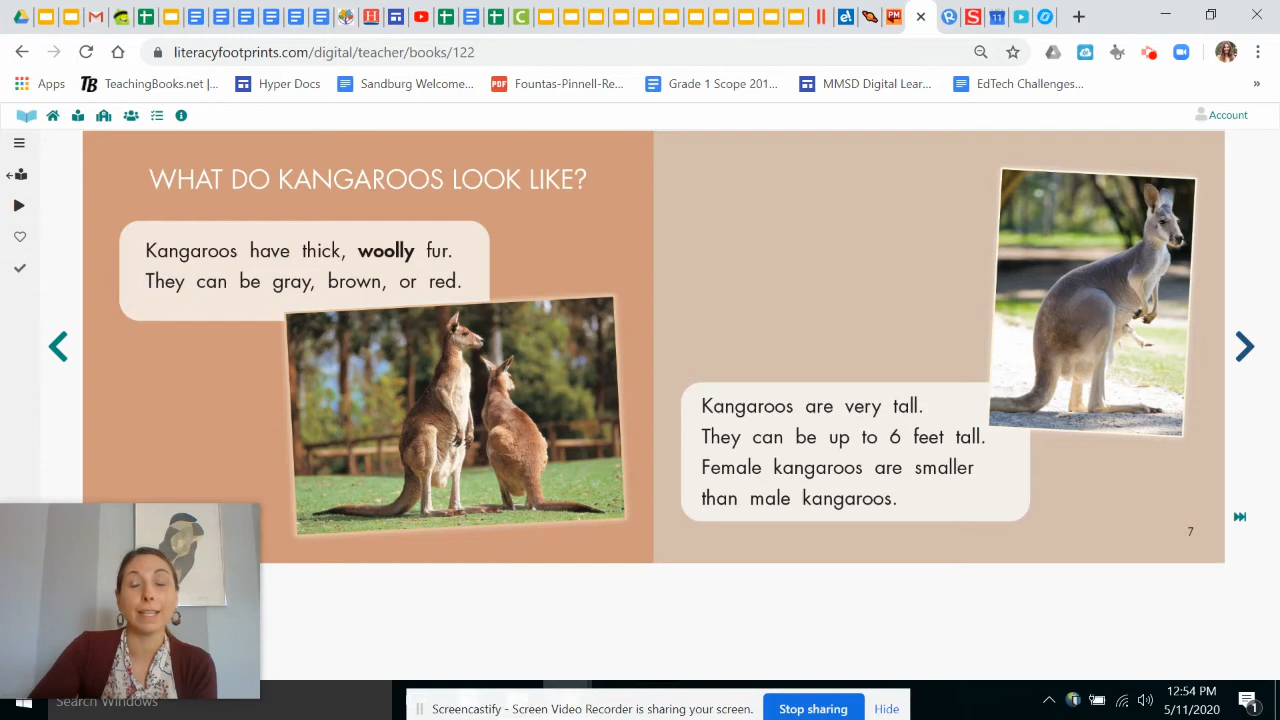 literacyfootprints.com/digital/teacher/books/122
Apps
TeachingBooks.net |...
Hyper Docs
Sandburg Welcome...
Fountas-Pinnell-Re...
Grade 1 Scope 201...
MMSD Digital Lear...
EdTech Challenges...
»
Account
WHAT DO KANGAROOS LOOK LIKE?
Kangaroos have thick, woolly fur.
They can be gray, brown, or red.
Kangaroos are very tall.
They can be up to 6 feet tall.
Female kangaroos are smaller
than male kangaroos.
7
Search Windows
Screencastify - Screen Video Recorder is sharing your screen.
Stop sharing
Hide
12:54 PM
5/11/2020
1